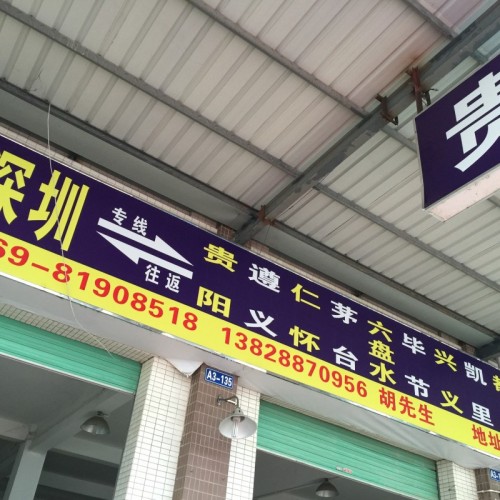 深圳
专线
往返
贵阳 遵义 仁怀 茅台 六盘水 毕节 兴义 凯里
69-81908518 13828870956 胡先生 地址
A3-135
贵